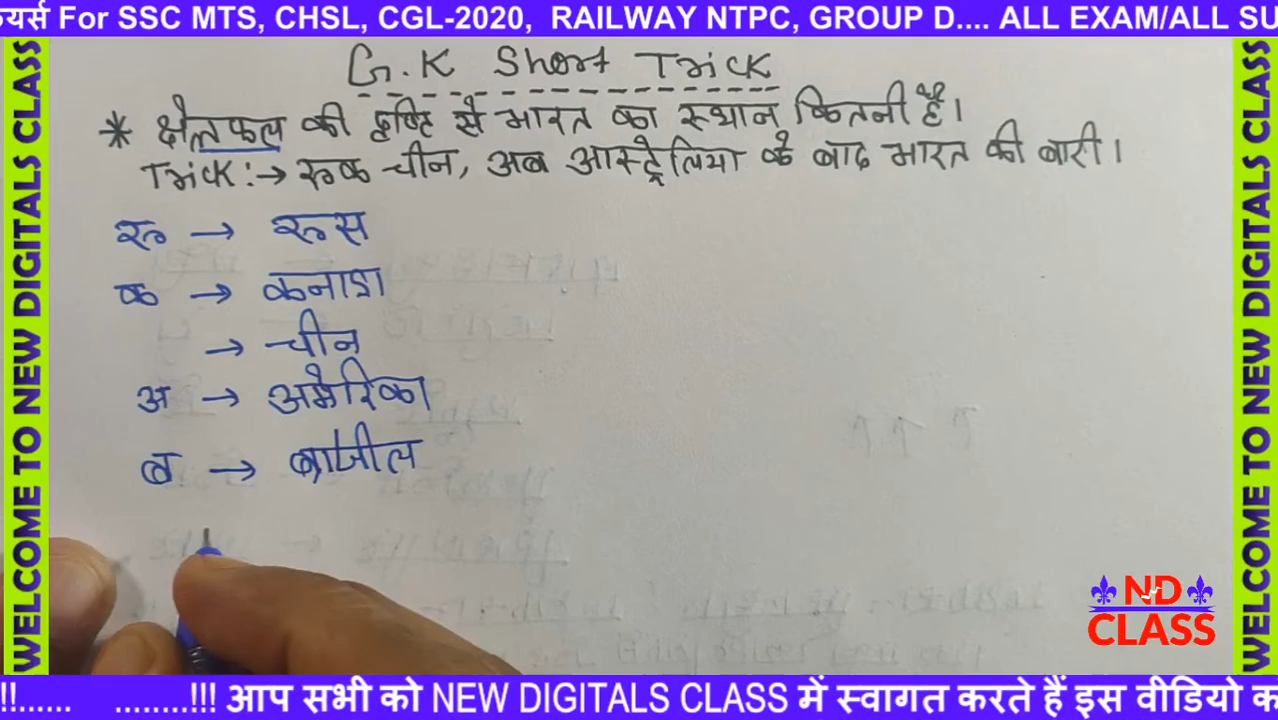 यर्स For SSC MTS, CHSL, CGL-2020, RAILWAY NTPC, GROUP D.... ALL EXAM/ALL SU
G.K Short Trick
* क्षेत्रफल की दृष्टि से भारत का स्थान कितनी है।
Trick:→ रूक चीन, अब आस्ट्रेलिया के बाद भारत की बारी।
रू → रूस
क → कनाडा
→ चीन
अ → अमेरिका
ब → ब्राजील
WELCOME TO NEW DIGITALS CLASS
WELCOME TO NEW DIGITALS CLASS
ND
CLASS
!!...... ........!!! आप सभी को NEW DIGITALS CLASS में स्वागत करते हैं इस वीडियो क